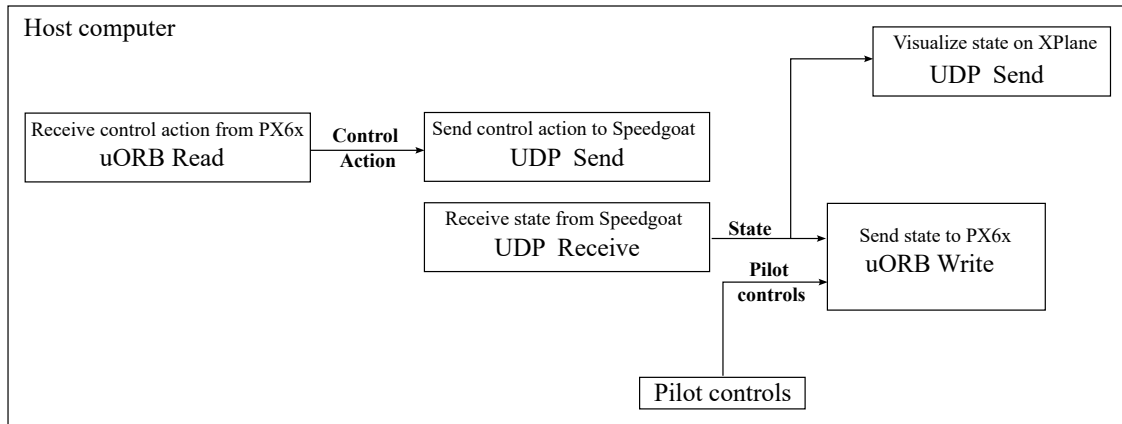 Host computer
Visualize state on XPlane
UDP Send
Receive control action from PX6x
uORB Read
Control
Action
Send control action to Speedgoat
UDP Send
Receive state from Speedgoat
UDP Receive
State
Send state to PX6x
uORB Write
Pilot
controls
Pilot controls